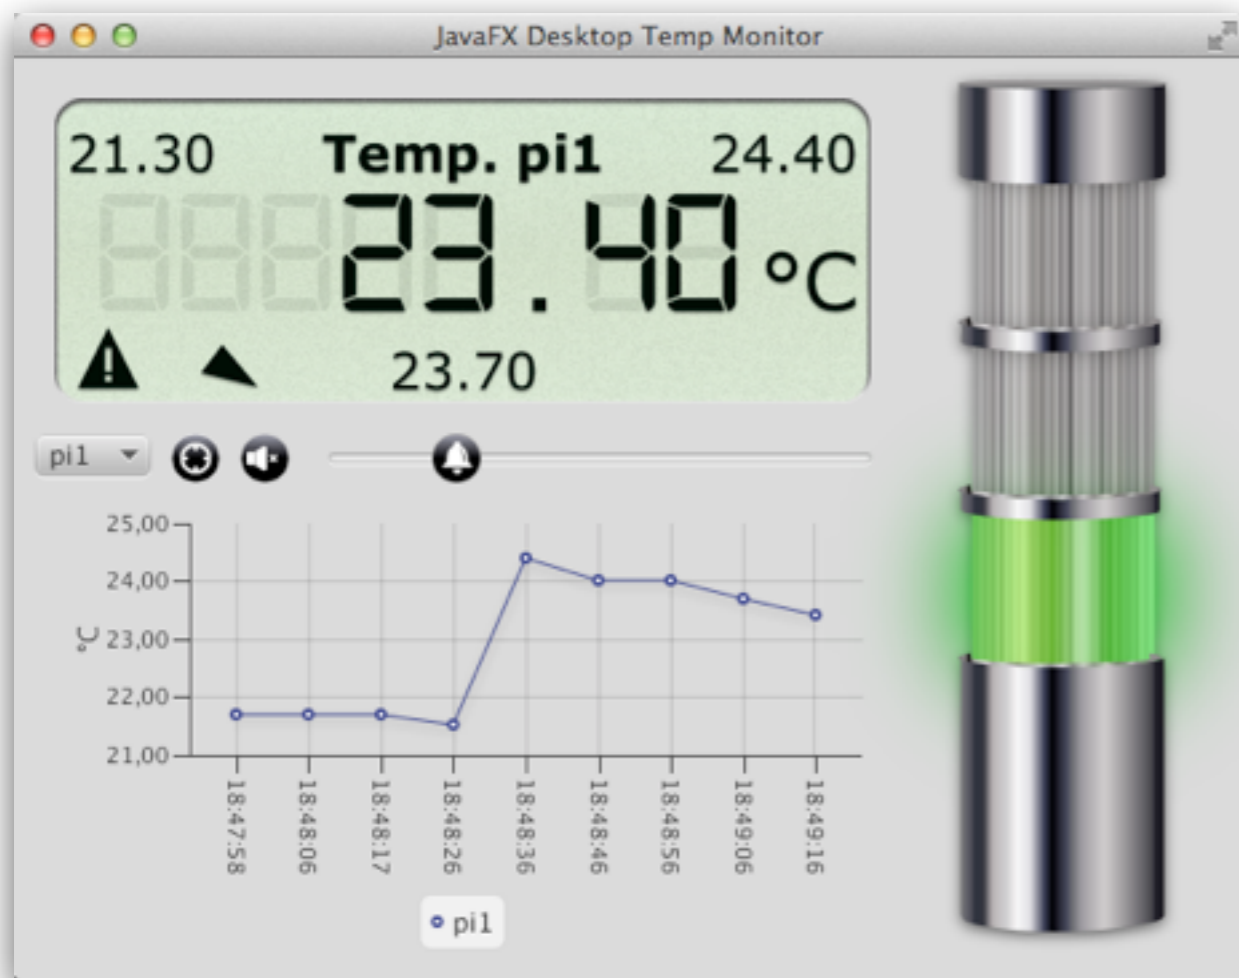 JavaFX Desktop Temp Monitor
21.30 Temp. pi1 24.40
23.40 °C
23.70
pi1
25,00
24,00
°C 23,00
22,00
21,00
18:47:58 18:48:06 18:48:17 18:48:26 18:48:36 18:48:46 18:48:56 18:49:06 18:49:16
pi1